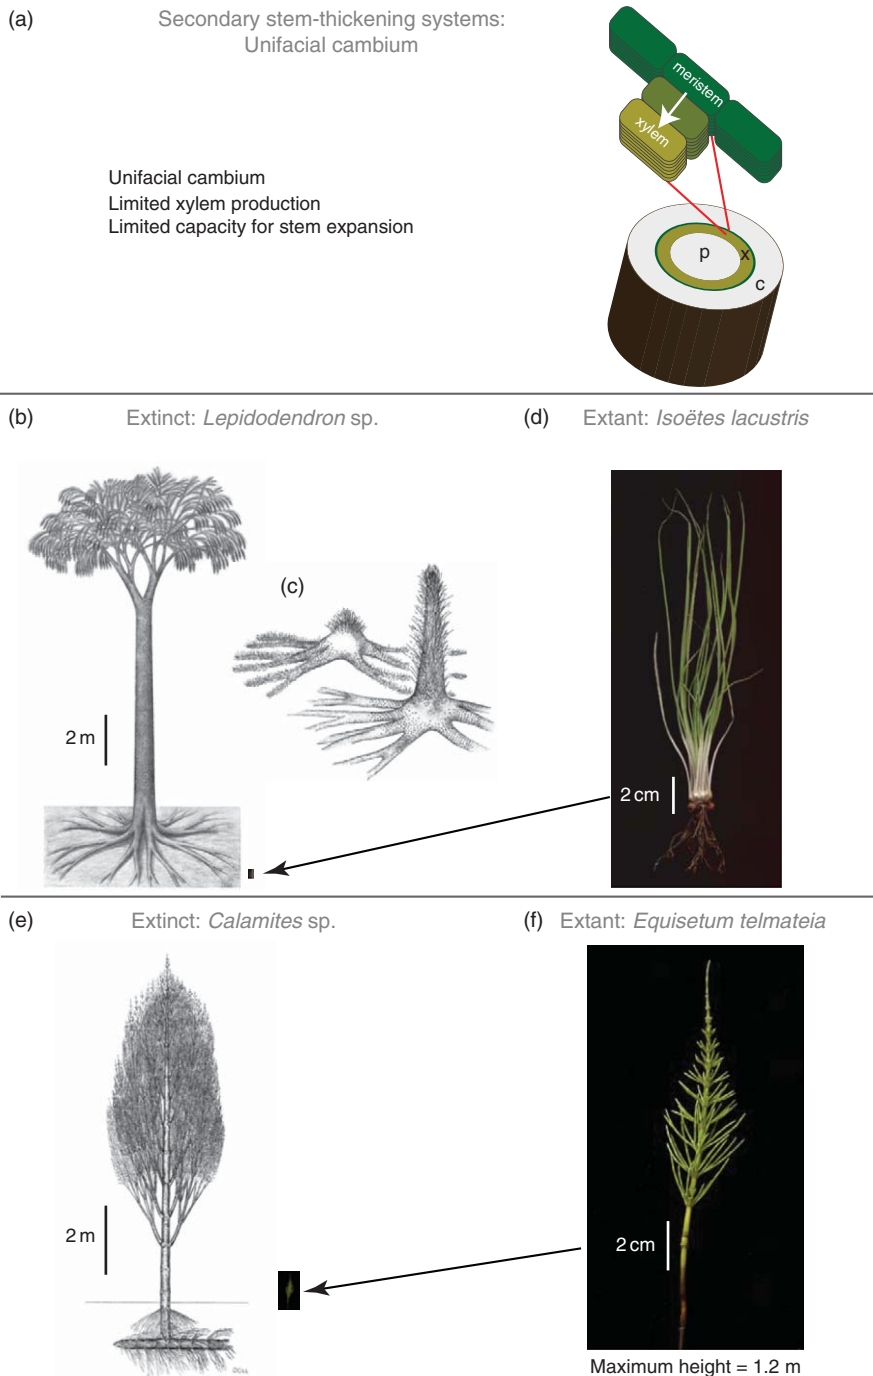 (a)
Secondary stem-thickening systems:
Unifacial cambium
meristem
xylem
Unifacial cambium
Limited xylem production
Limited capacity for stem expansion
p
x
c
(b)
Extinct: Lepidodendron sp.
(d)
Extant: Isoëtes lacustris
(c)
2 m
2 cm
(e)
Extinct: Calamites sp.
(f)
Extant: Equisetum telmateia
2 m
2 cm
Maximum height = 1.2 m